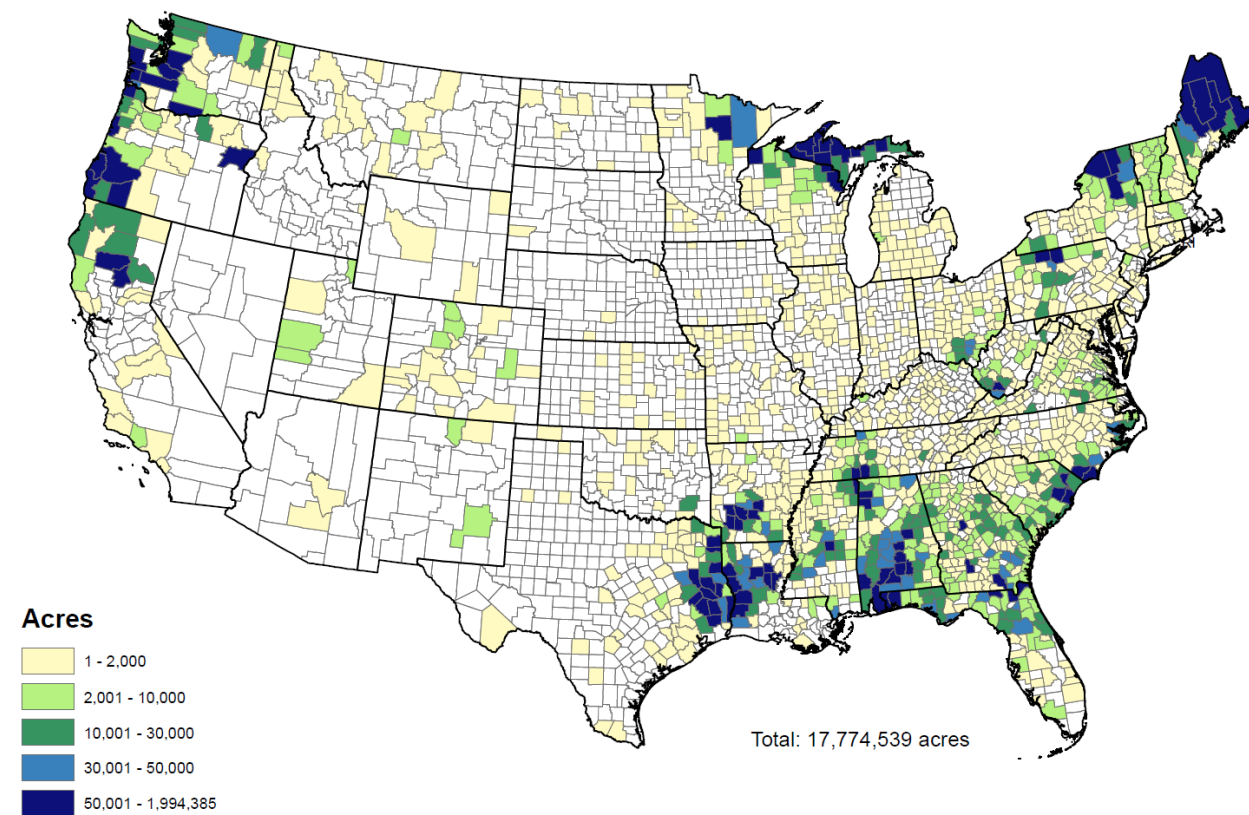 Acres
1 - 2,000
2,001 - 10,000
10,001 - 30,000
30,001 - 50,000
50,001 - 1,994,385
Total: 17,774,539 acres